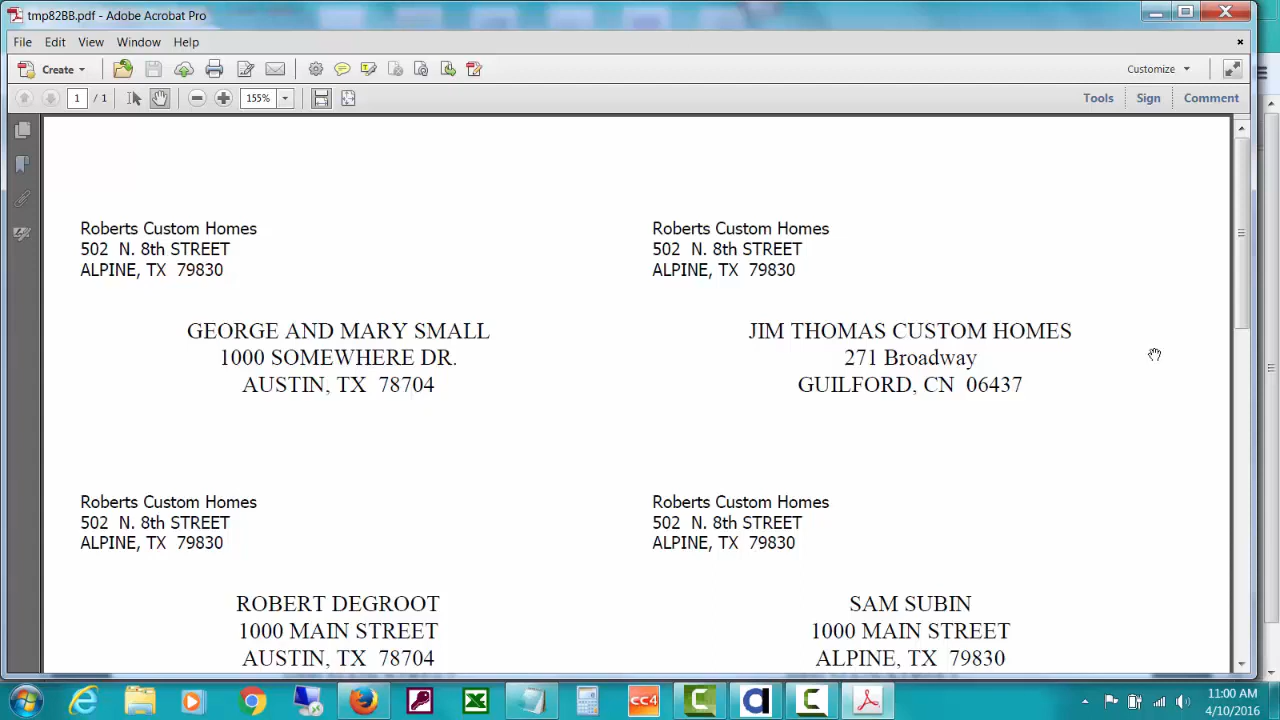 tmp82BB.pdf - Adobe Acrobat Pro
File Edit View Window Help
Create
Customize
1 / 1
155%
Tools Sign Comment
Roberts Custom Homes
502 N. 8th STREET
ALPINE, TX 79830
GEORGE AND MARY SMALL
1000 SOMEWHERE DR.
AUSTIN, TX 78704
Roberts Custom Homes
502 N. 8th STREET
ALPINE, TX 79830
JIM THOMAS CUSTOM HOMES
271 Broadway
GUILFORD, CN 06437
Roberts Custom Homes
502 N. 8th STREET
ALPINE, TX 79830
ROBERT DEGROOT
1000 MAIN STREET
AUSTIN, TX 78704
Roberts Custom Homes
502 N. 8th STREET
ALPINE, TX 79830
SAM SUBIN
1000 MAIN STREET
ALPINE, TX 79830
CC4
11:00 AM
4/10/2016